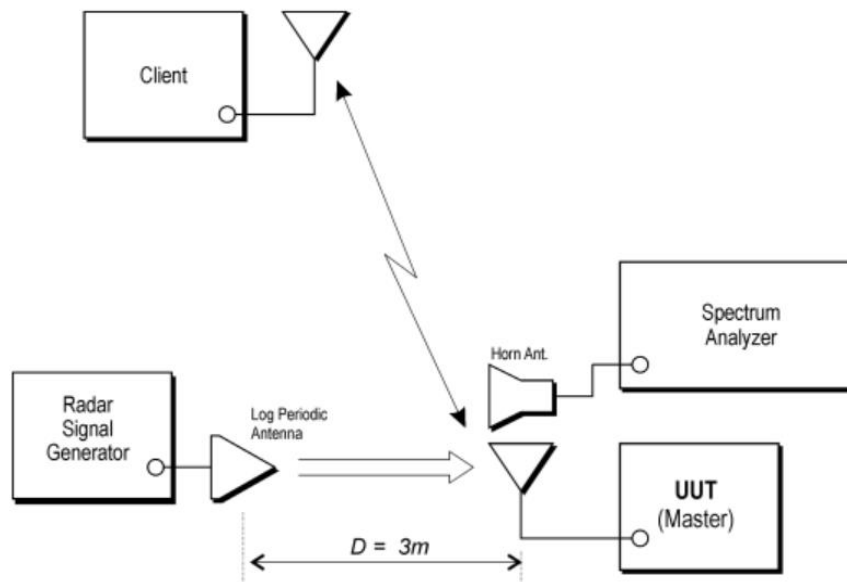 Client
Spectrum
Analyzer
Horn Ant.
Radar
Signal
Generator
Log Periodic
Antenna
UUT
(Master)
D = 3m